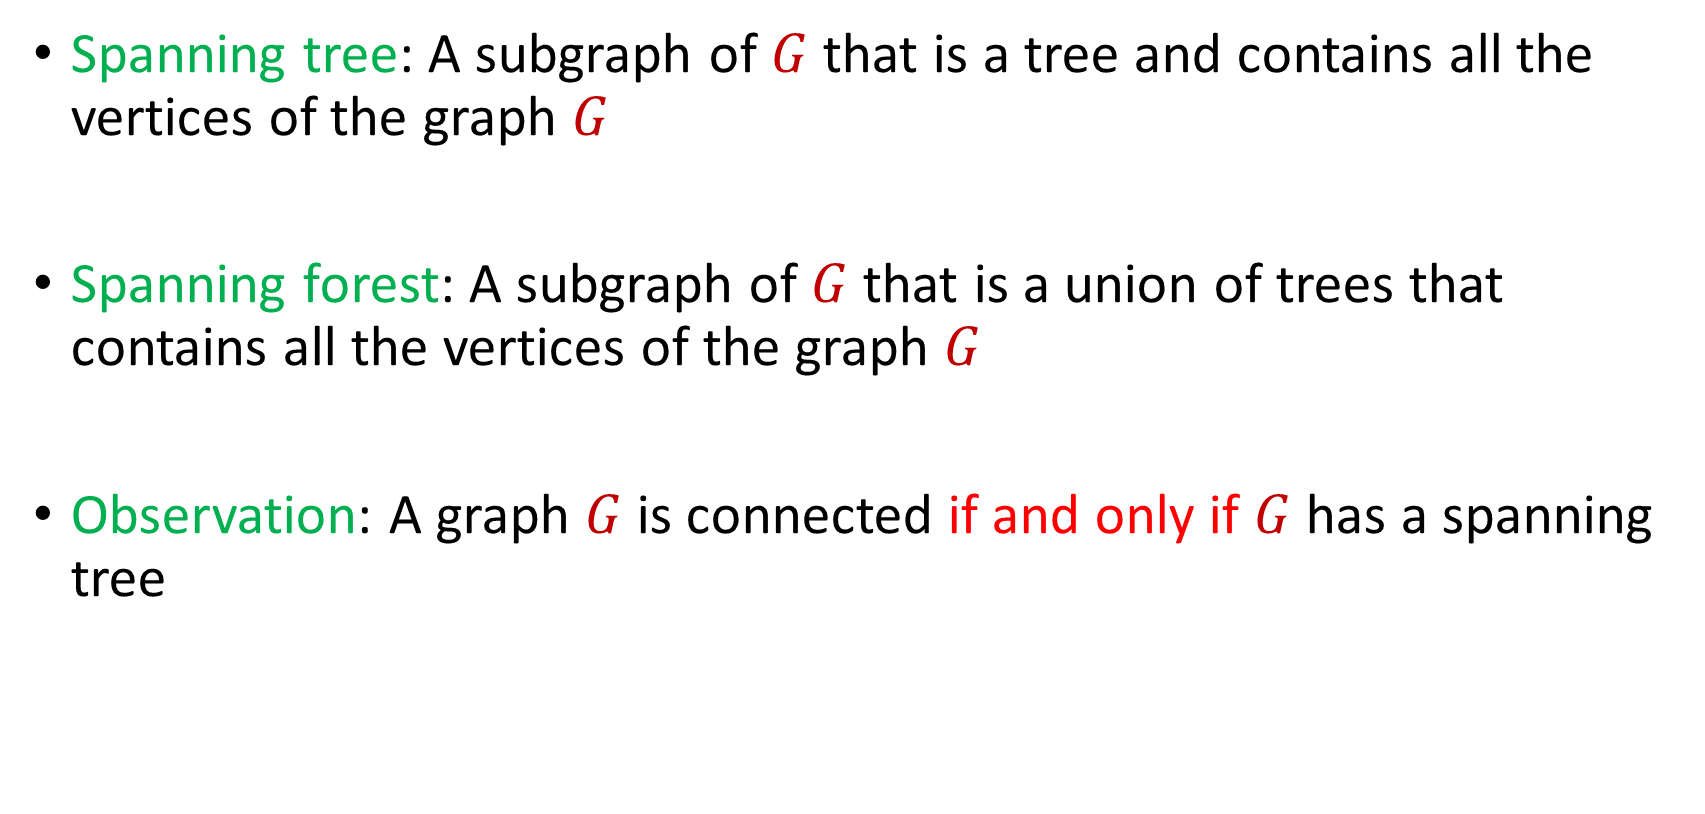 • Spanning tree: A subgraph of G that is a tree and contains all the
vertices of the graph G
• Spanning forest: A subgraph of G that is a union of trees that
contains all the vertices of the graph G
• Observation: A graph G is connected if and only if G has a spanning
tree